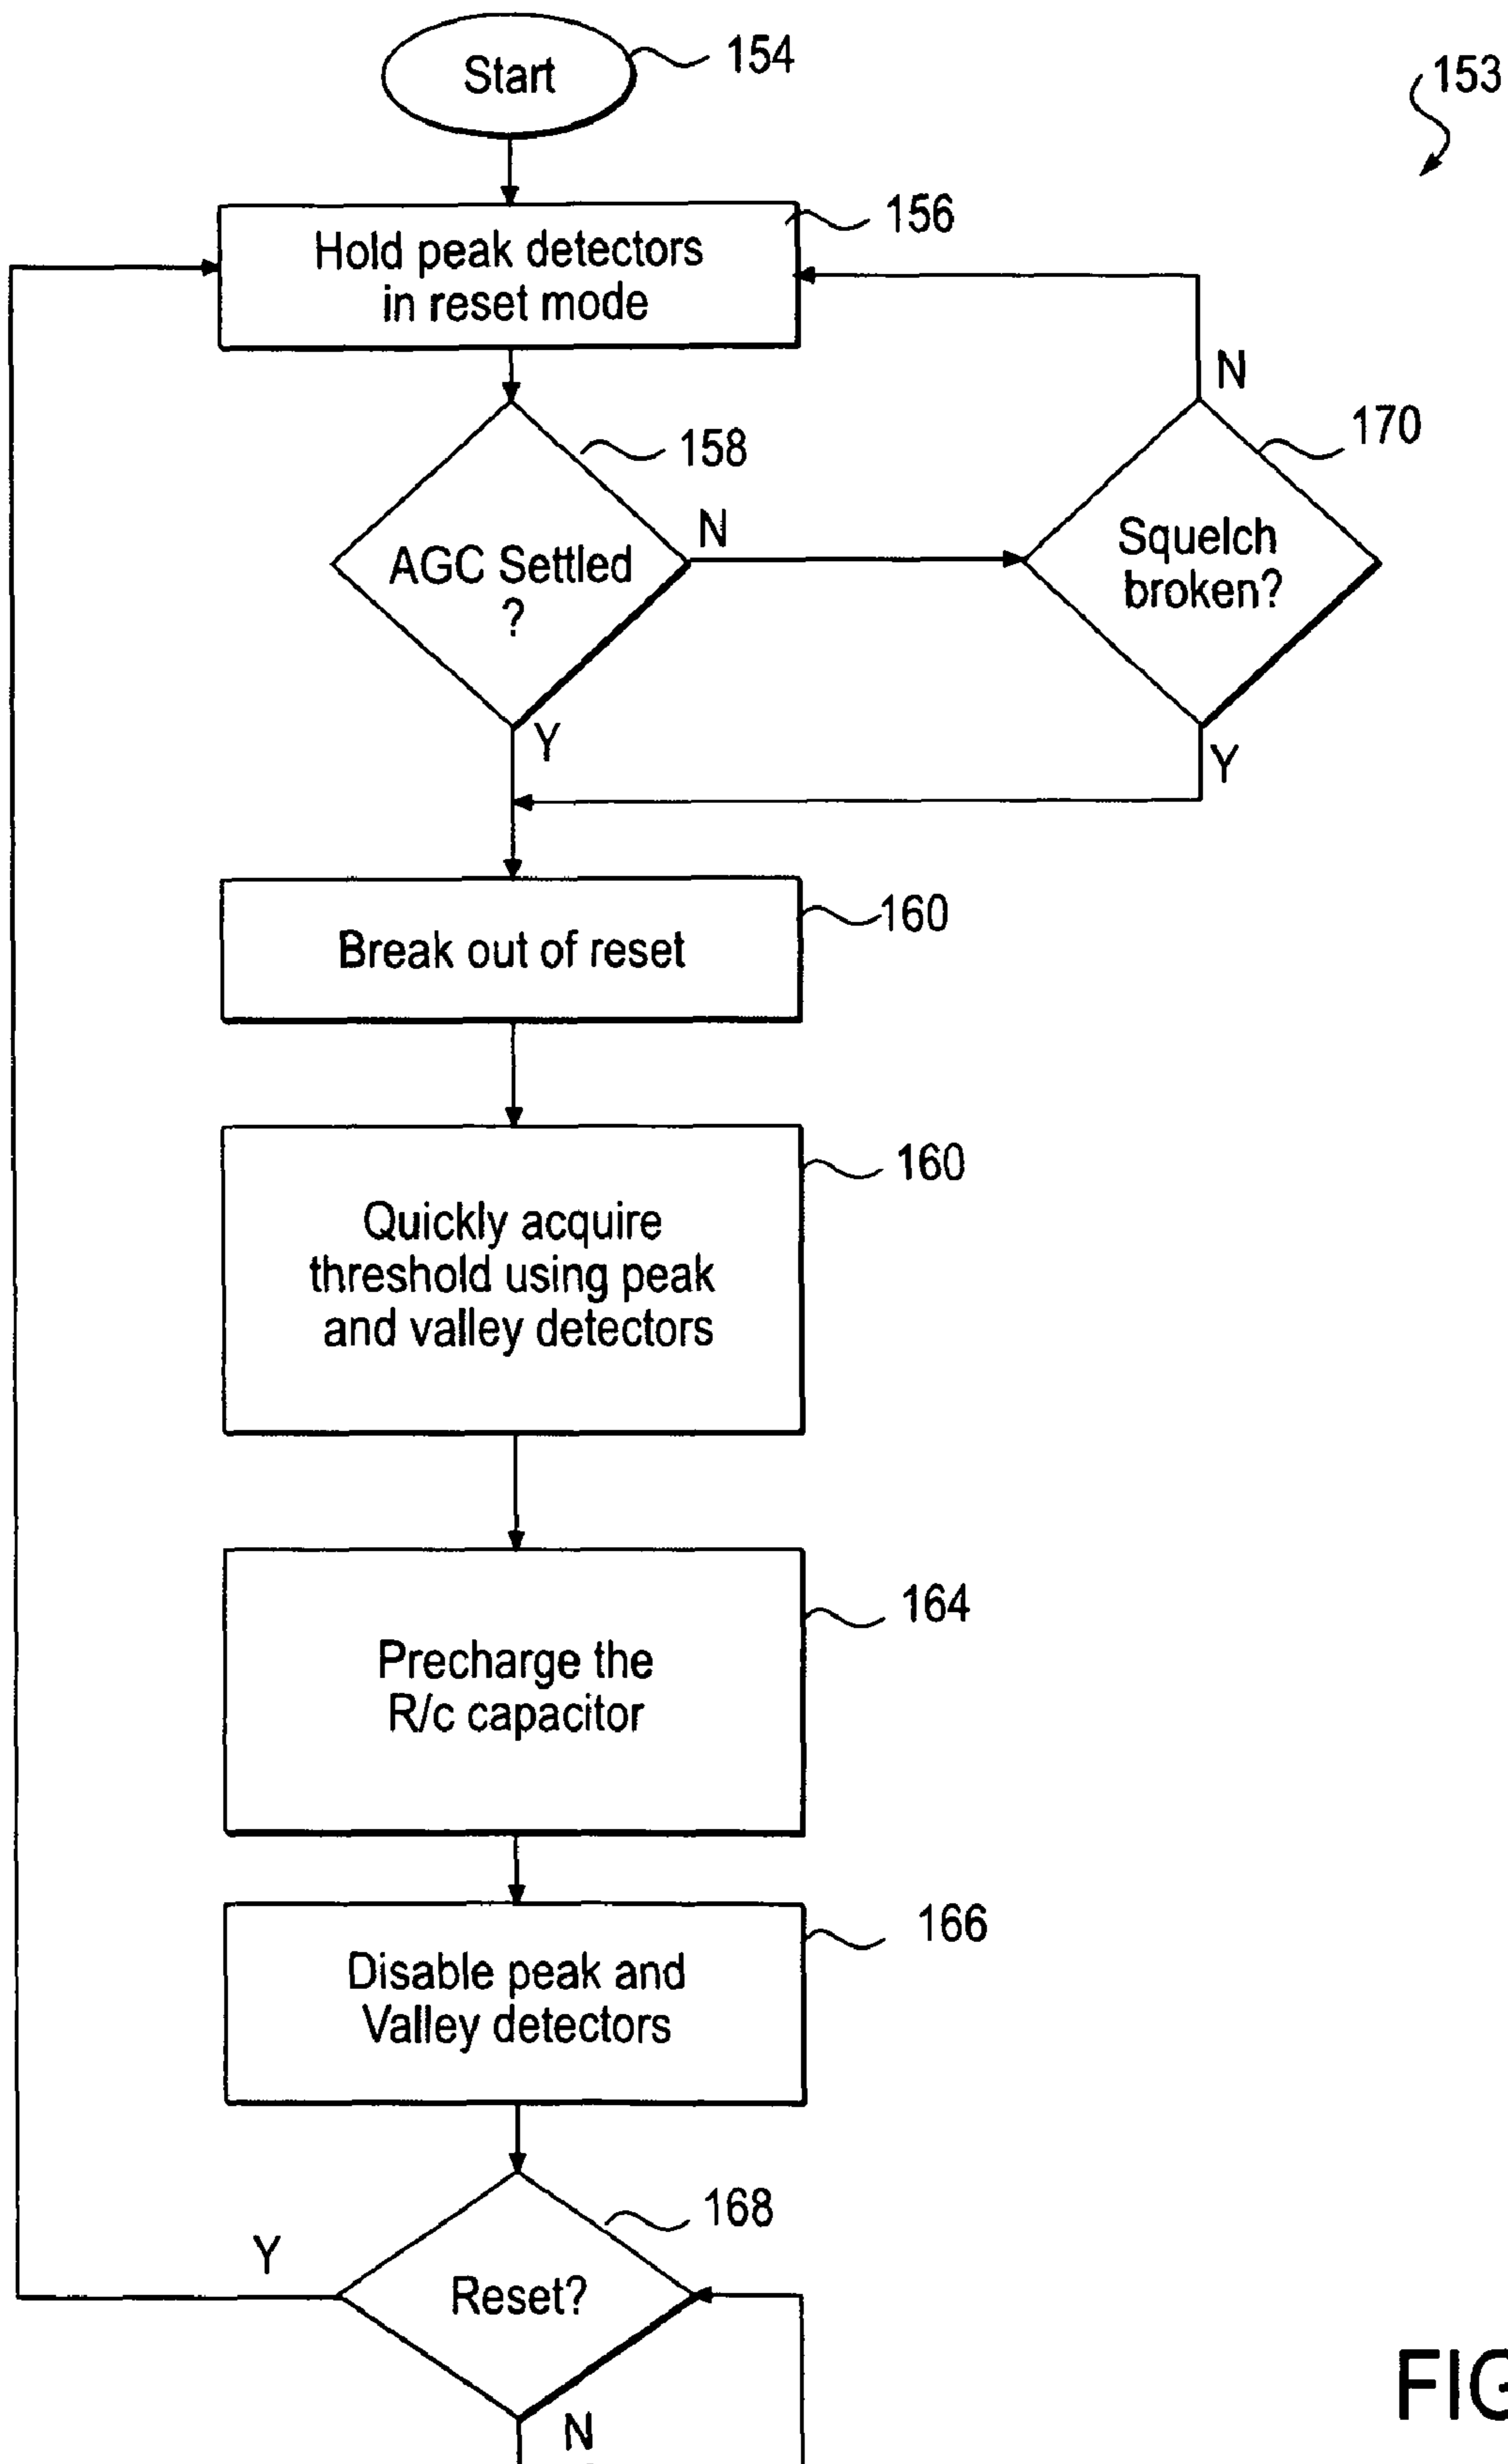 Start
154
153
Hold peak detectors
in reset mode
156
N
170
158
AGC Settled
?
N
Squelch
broken?
Y
Y
Break out of reset
160
Quickly acquire
threshold using peak
and valley detectors
160
Precharge the
R/c capacitor
164
Disable peak and
Valley detectors
166
168
Y
Reset?
N